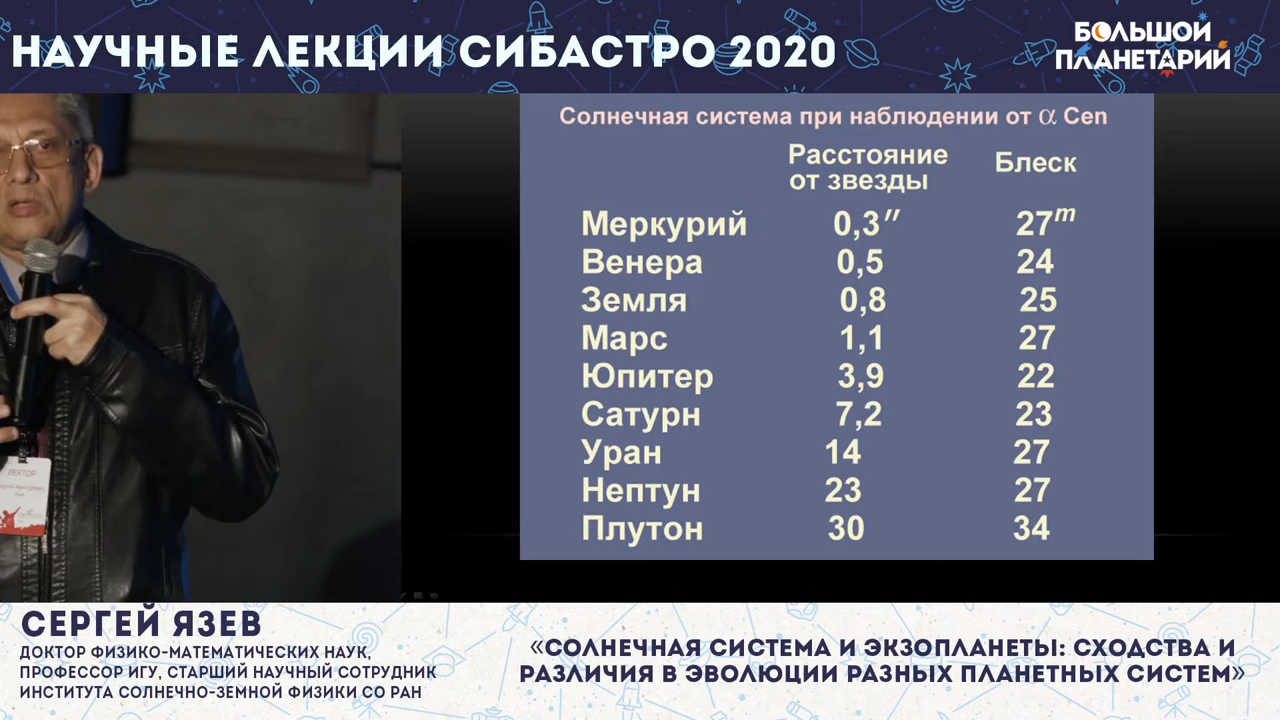 НАУЧНЫЕ ЛЕКЦИИ СИБАСТРО 2020
БОЛЬШОЙ
ПЛАНЕТАРИЙ
Солнечная система при наблюдении от α Cen
Расстояние
от звезды
Блеск
Меркурий 0,3″ 27ᵐ
Венера 0,5 24
Земля 0,8 25
Марс 1,1 27
Юпитер 3,9 22
Сатурн 7,2 23
Уран 14 27
Нептун 23 27
Плутон 30 34
ЛЕКТОР
СЕРГЕЙ ЯЗЕВ
ДОКТОР ФИЗИКО-МАТЕМАТИЧЕСКИХ НАУК,
ПРОФЕССОР ИГУ, СТАРШИЙ НАУЧНЫЙ СОТРУДНИК
ИНСТИТУТА СОЛНЕЧНО-ЗЕМНОЙ ФИЗИКИ СО РАН
«СОЛНЕЧНАЯ СИСТЕМА И ЭКЗОПЛАНЕТЫ: СХОДСТВА И
РАЗЛИЧИЯ В ЭВОЛЮЦИИ РАЗНЫХ ПЛАНЕТНЫХ СИСТЕМ»